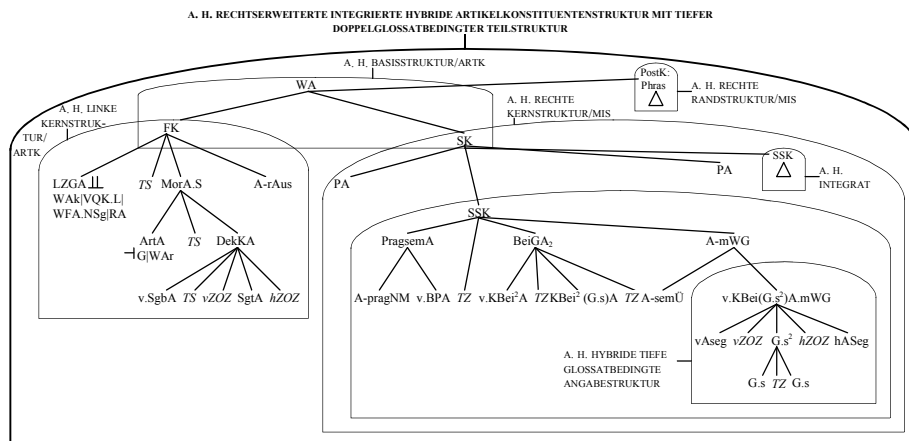 A. H. RECHTSERWEITERTE INTEGRIERTE HYBRIDE ARTIKELKONSTITUENTENSTRUKTUR MIT TIEFER
DOPPELGLOSSATBEDINGTER TEILSTRUKTUR
A. H. BASISSTRUKTUR/ARTK
WA
PostK:
Phras
A. H. RECHTE
RANDSTRUKTUR/MIS
A. H. LINKE
KERNSTRUK-
TUR/
ARTK
A. H. RECHTE
KERNSTRUKTUR/MIS
FK
SK
SSK
A. H.
INTEGRAT
LZGA
WAk|VQK.L|
WFA.NSg|RA
TS
MorA.S
A-rAus
PA
PA
ArtA
G|WAr
TS
DekKA
SSK
PragsemA
BeiGA₂
A-mWG
v.SgbA TS vZOZ SgtA hZOZ
A-pragNM v.BPA TZ v.KBei²A TZ KBei² (G.s)A TZ A-semÜ
v.KBei(G.s²)A.mWG
vAseg vZOZ G.s² hZOZ hASeg
G.s TZ G.s
A. H. HYBRIDE TIEFE
GLOSSATBEDINGTE
ANGABESTRUKTUR